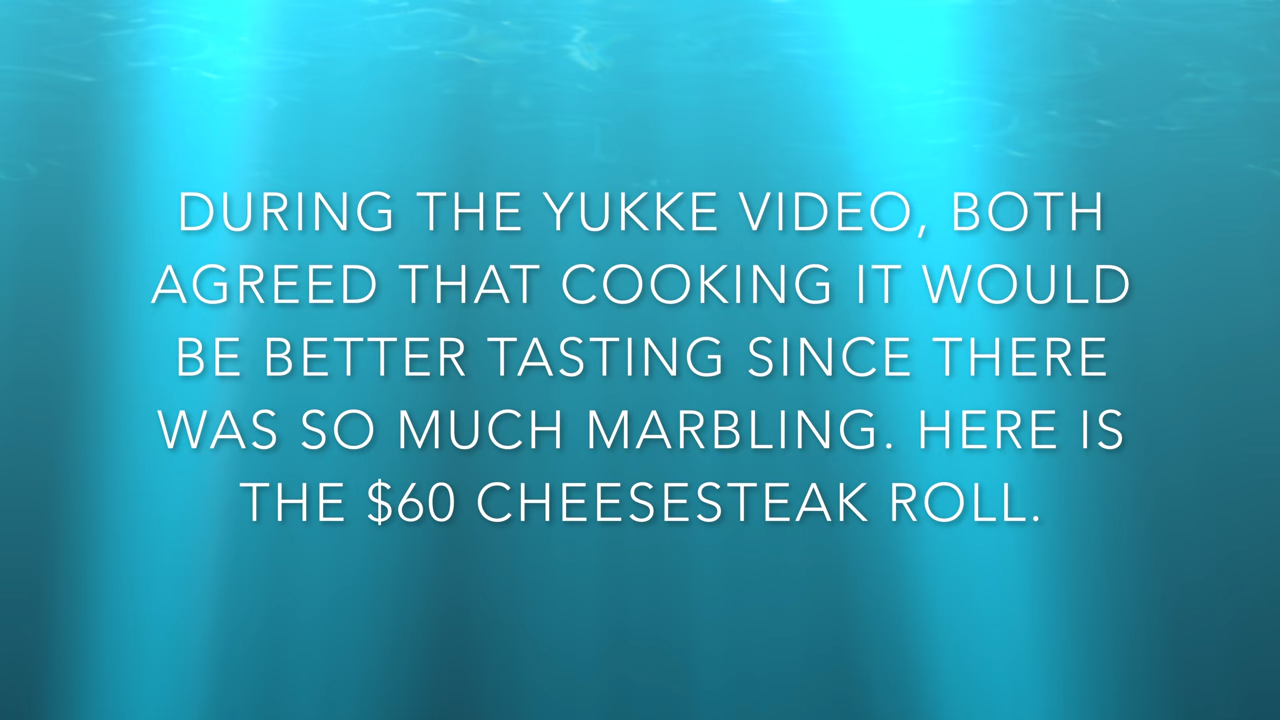 DURING THE YUKKE VIDEO, BOTH
AGREED THAT COOKING IT WOULD
BE BETTER TASTING SINCE THERE
WAS SO MUCH MARBLING. HERE IS
THE $60 CHEESESTEAK ROLL.